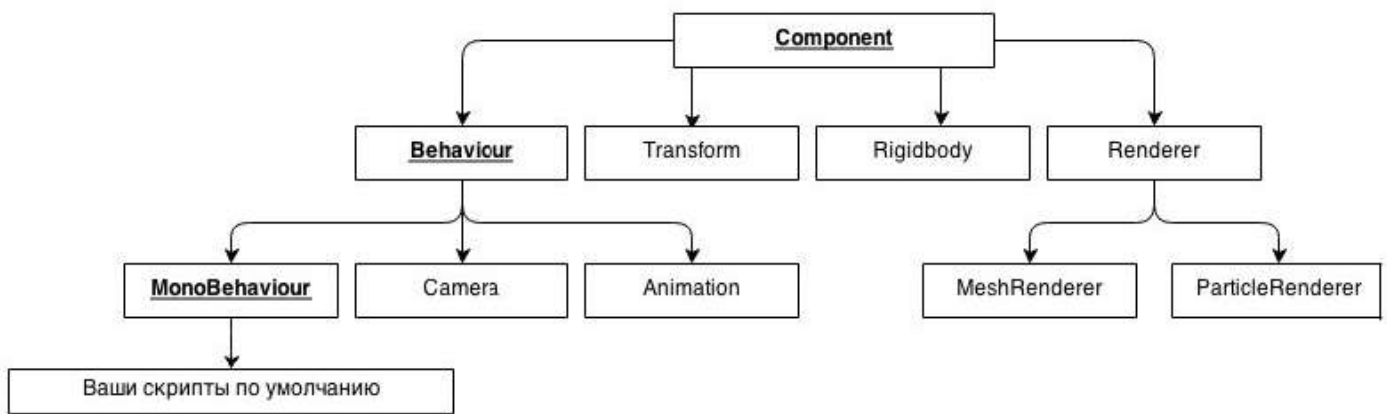 Component
Behaviour
Transform
Rigidbody
Renderer
MonoBehaviour
Camera
Animation
MeshRenderer
ParticleRenderer
Ваши скрипты по умолчанию